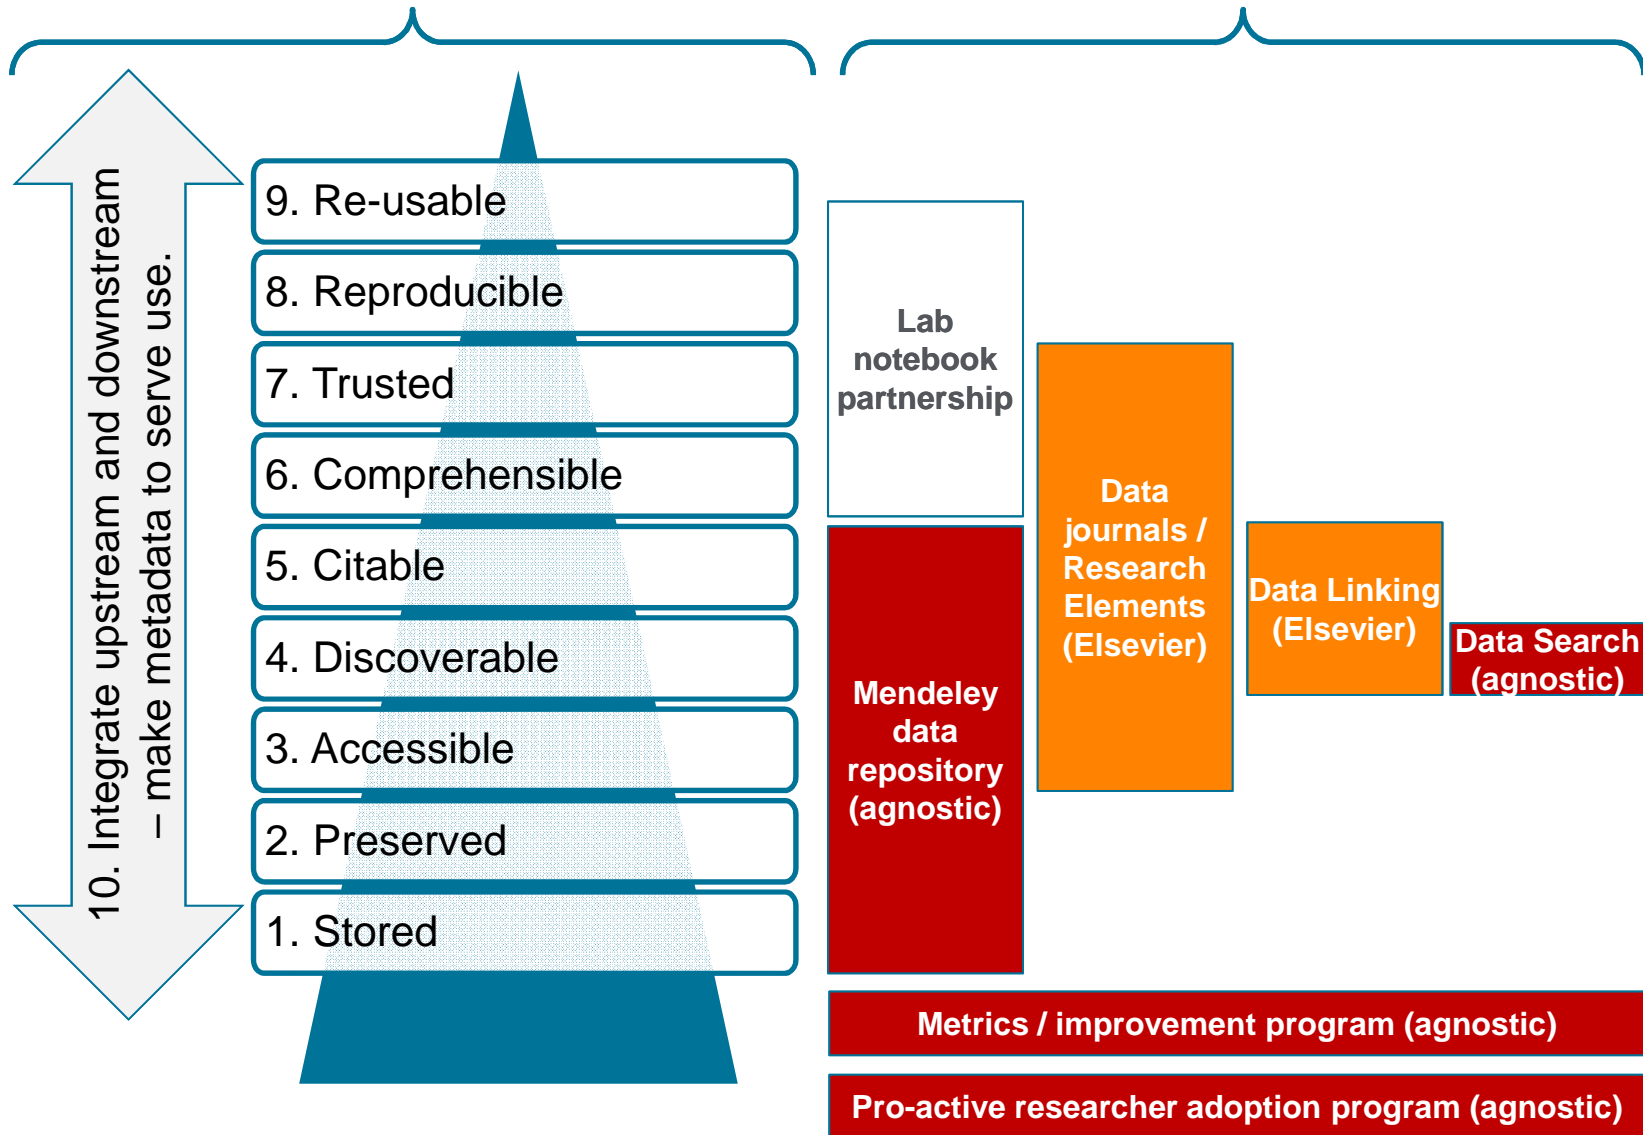 10. Integrate upstream and downstream
– make metadata to serve use.
9. Re-usable
8. Reproducible
7. Trusted
6. Comprehensible
5. Citable
4. Discoverable
3. Accessible
2. Preserved
1. Stored
Lab
notebook
partnership
Mendeley
data
repository
(agnostic)
Data
journals /
Research
Elements
(Elsevier)
Data Linking
(Elsevier)
Data Search
(agnostic)
Metrics / improvement program (agnostic)
Pro-active researcher adoption program (agnostic)